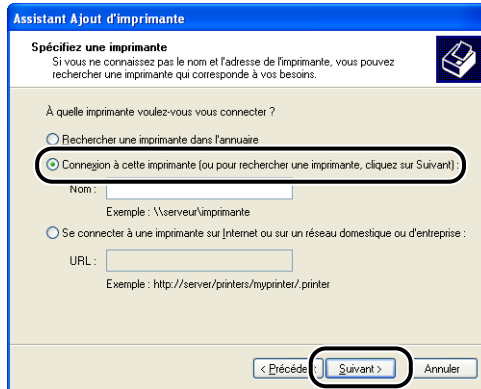 Assistant Ajout d'imprimante
Spécifiez une imprimante
Si vous ne connaissez pas le nom et l'adresse de l'imprimante, vous pouvez
rechercher une imprimante qui corresponde à vos besoins.
À quelle imprimante voulez-vous vous connecter ?
Rechercher une imprimante dans l'annuaire
Connexion à cette imprimante (ou pour rechercher une imprimante, cliquez sur Suivant) :
Nom :
Exemple : \\serveur\imprimante
Se connecter à une imprimante sur Internet ou sur un réseau domestique ou d'entreprise :
URL :
Exemple : http://server/printers/myprinter/.printer
< Précéde
Suivant >
Annuler